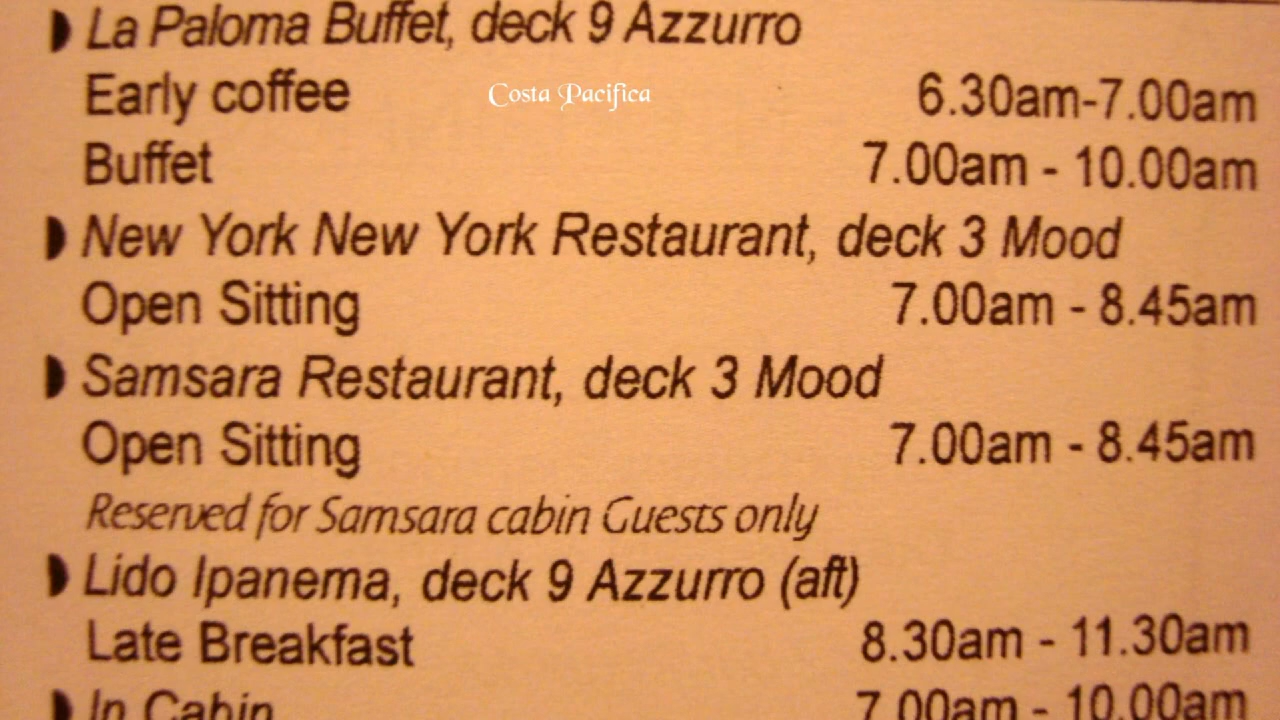 La Paloma Buffet, deck 9 Azzurro
Early coffee 6.30am-7.00am
Costa Pacifica
Buffet 7.00am - 10.00am
New York New York Restaurant, deck 3 Mood
Open Sitting 7.00am - 8.45am
Samsara Restaurant, deck 3 Mood
Open Sitting 7.00am - 8.45am
Reserved for Samsara cabin Guests only
Lido Ipanema, deck 9 Azzurro (aft)
Late Breakfast 8.30am - 11.30am
In Cabin 7.00am - 10.00am